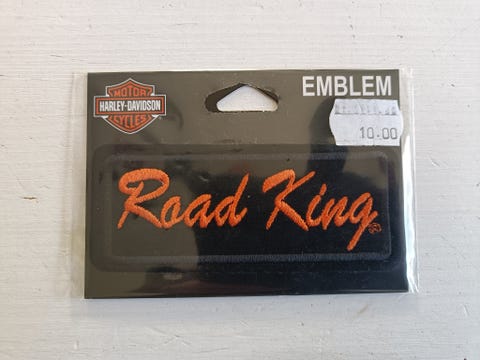 MOTOR
HARLEY-DAVIDSON
CYCLES
EMBLEM
10.00
Road King®